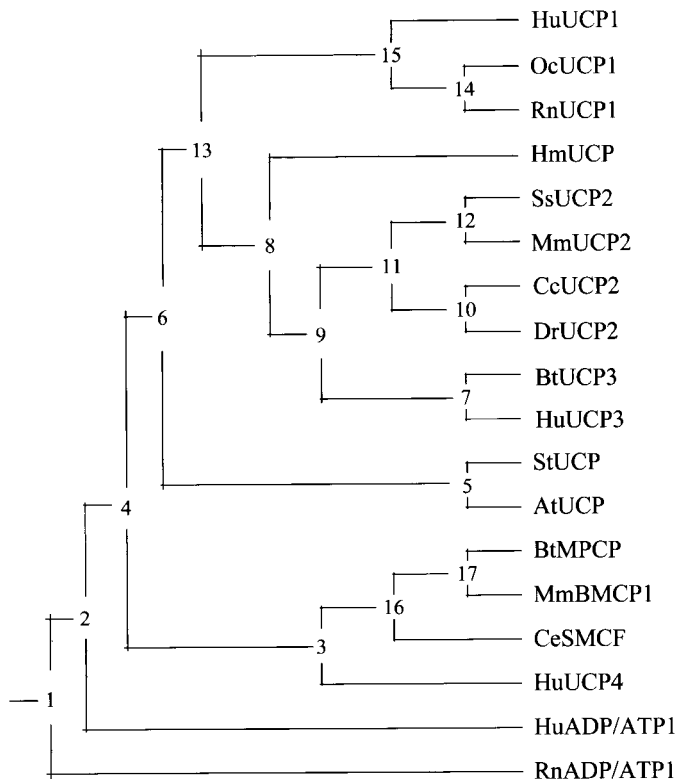 HuUCP1
15
OcUCP1
14
RnUCP1
13
HmUCP
SsUCP2
12
MmUCP2
8
11
CcUCP2
10
6
9
DrUCP2
BtUCP3
7
HuUCP3
StUCP
5
4
AtUCP
BtMPCP
17
MmBMCP1
16
2
CeSMCF
3
HuUCP4
1
HuADP/ATP1
RnADP/ATP1